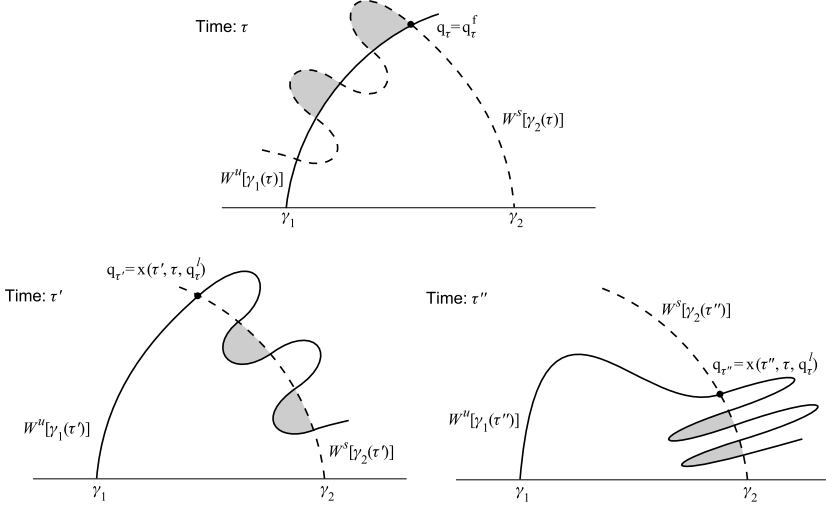 Time: τ
q_τ = q_τ^f
W^s[γ_2(τ)]
W^u[γ_1(τ)]
γ_1
γ_2
Time: τ′
q_τ′ = x(τ′, τ, q_τ^l)
W^u[γ_1(τ′)]
W^s[γ_2(τ′)]
γ_1
γ_2
Time: τ″
W^s[γ_2(τ″)]
q_τ″ = x(τ″, τ, q_τ^l)
W^u[γ_1(τ″)]
γ_1
γ_2